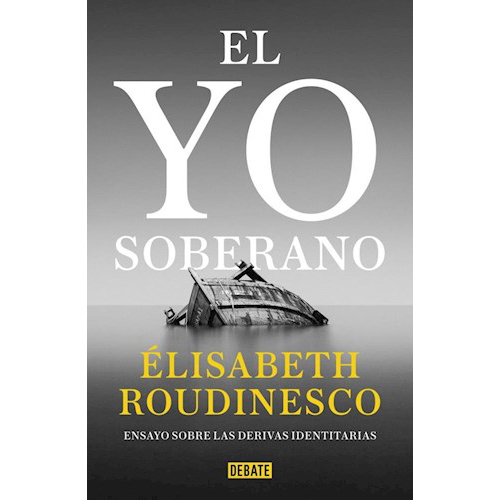 EL
YO
SOBERANO
ÉLISABETH
ROUDINESCO
ENSAYO SOBRE LAS DERIVAS IDENTITARIAS
DEBATE